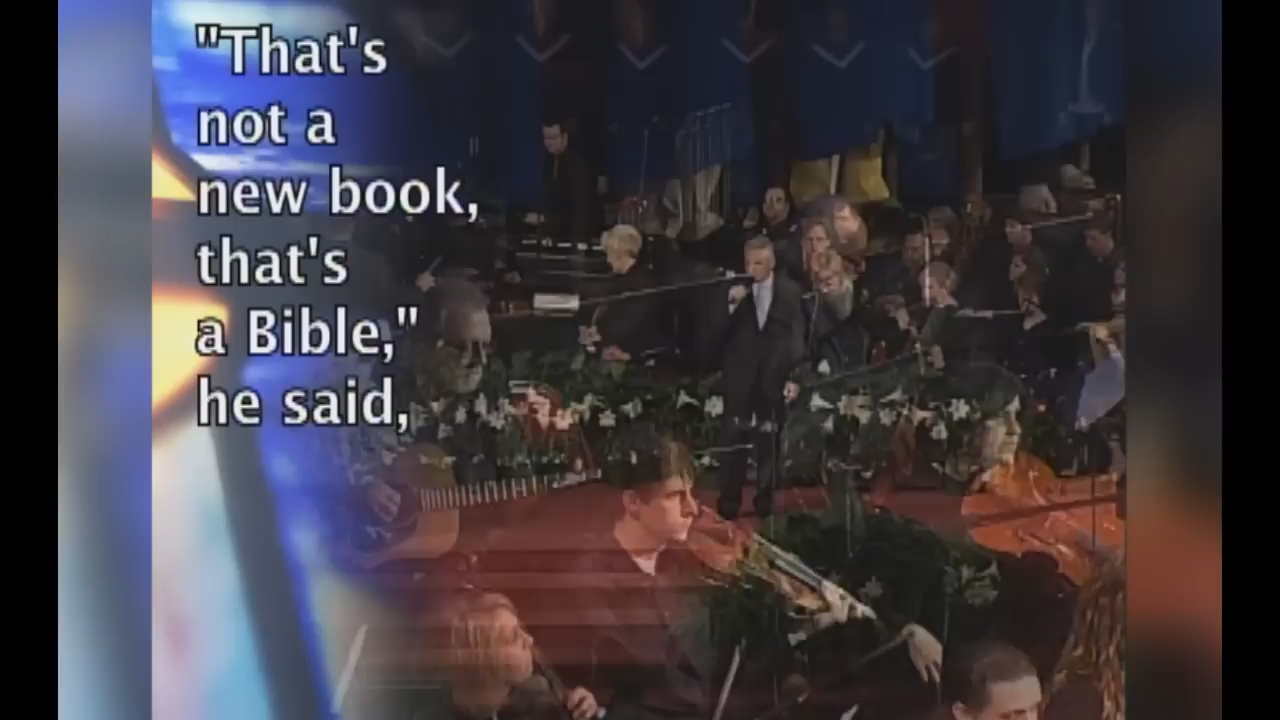 "That's
not a
new book,
that's
a Bible,"
he said,